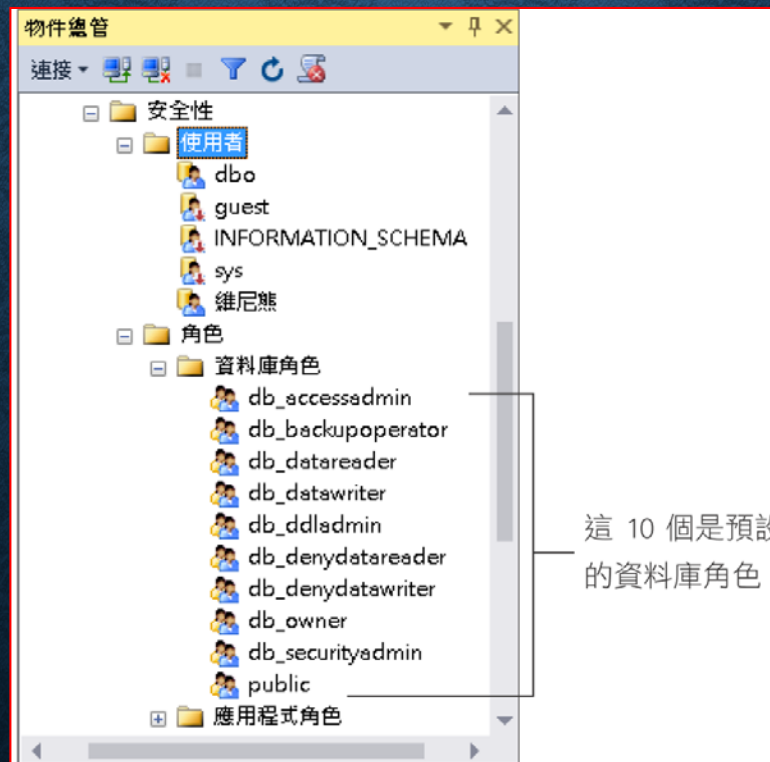 物件總管
連接
安全性
使用者
dbo
guest
INFORMATION_SCHEMA
sys
維尼熊
角色
資料庫角色
db_accessadmin
db_backupoperator
db_datareader
db_datawriter
db_ddladmin
db_denydatareader
db_denydatawriter
db_owner
db_securityadmin
public
應用程式角色
這 10 個是預設
的資料庫角色